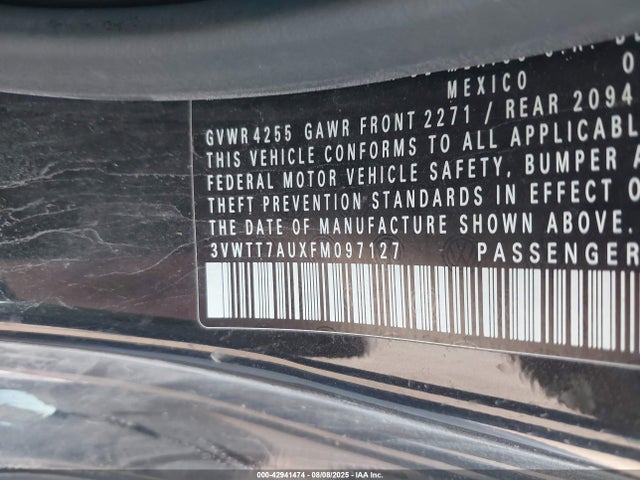 MEXICO
0
GVWR 4255 GAWR FRONT 2271 / REAR 2094
THIS VEHICLE CONFORMS TO ALL APPLICABL
FEDERAL MOTOR VEHICLE SAFETY, BUMPER A
THEFT PREVENTION STANDARDS IN EFFECT O
THE DATE OF MANUFACTURE SHOWN ABOVE.
3VWTT7AUXFM097127 PASSENGER
000-42941474 | 08/08/2025 - IAA Inc.